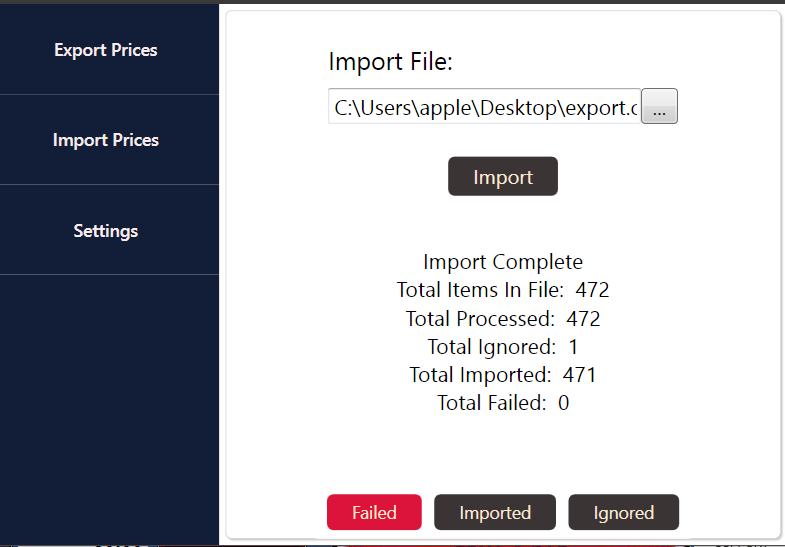 Export Prices
Import Prices
Settings
Import File:
C:\Users\apple\Desktop\export.c
...
Import
Import Complete
Total Items In File: 472
Total Processed: 472
Total Ignored: 1
Total Imported: 471
Total Failed: 0
Failed
Imported
Ignored